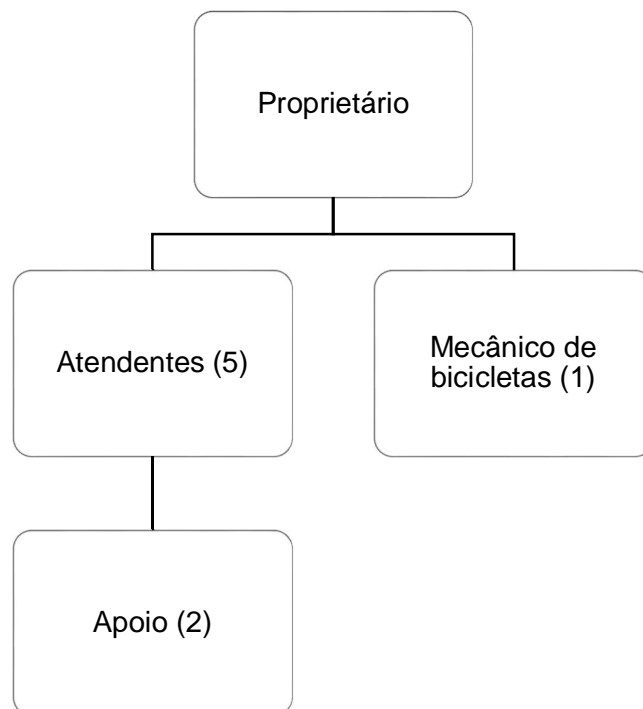 Proprietário
Atendentes (5)
Mecânico de
bicicletas (1)
Apoio (2)